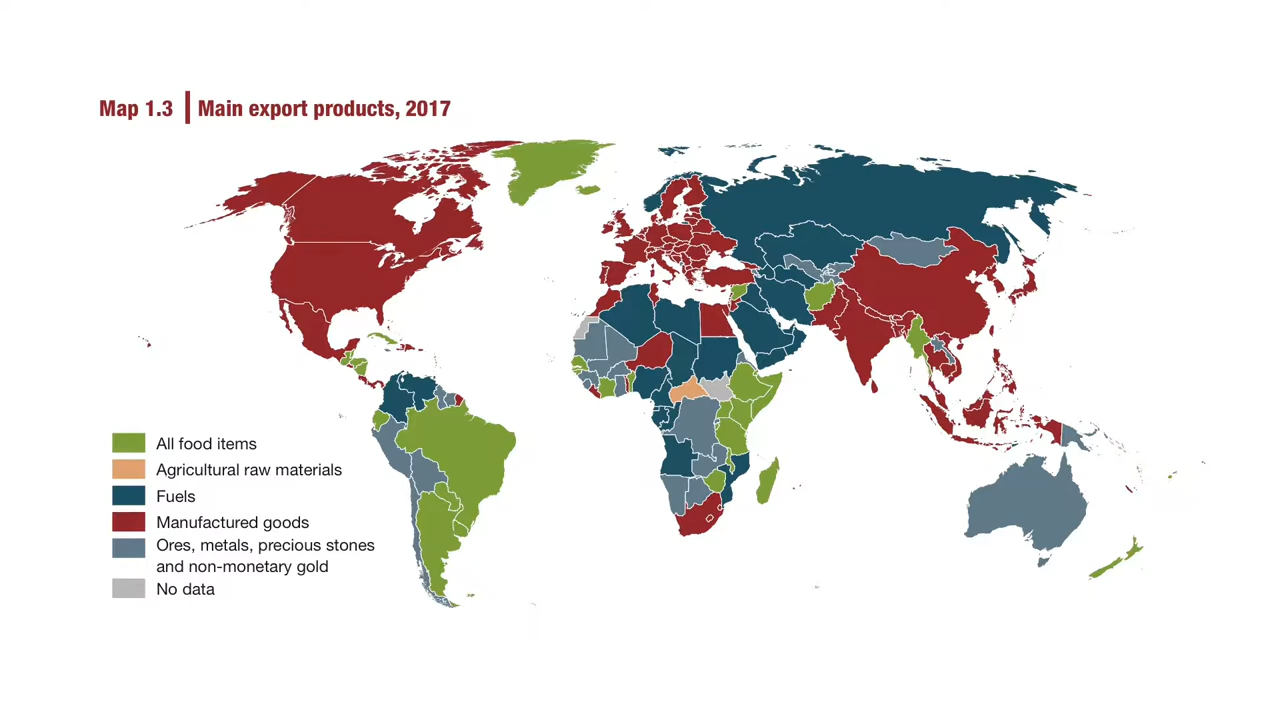 Map 1.3 Main export products, 2017
All food items
Agricultural raw materials
Fuels
Manufactured goods
Ores, metals, precious stones
and non-monetary gold
No data